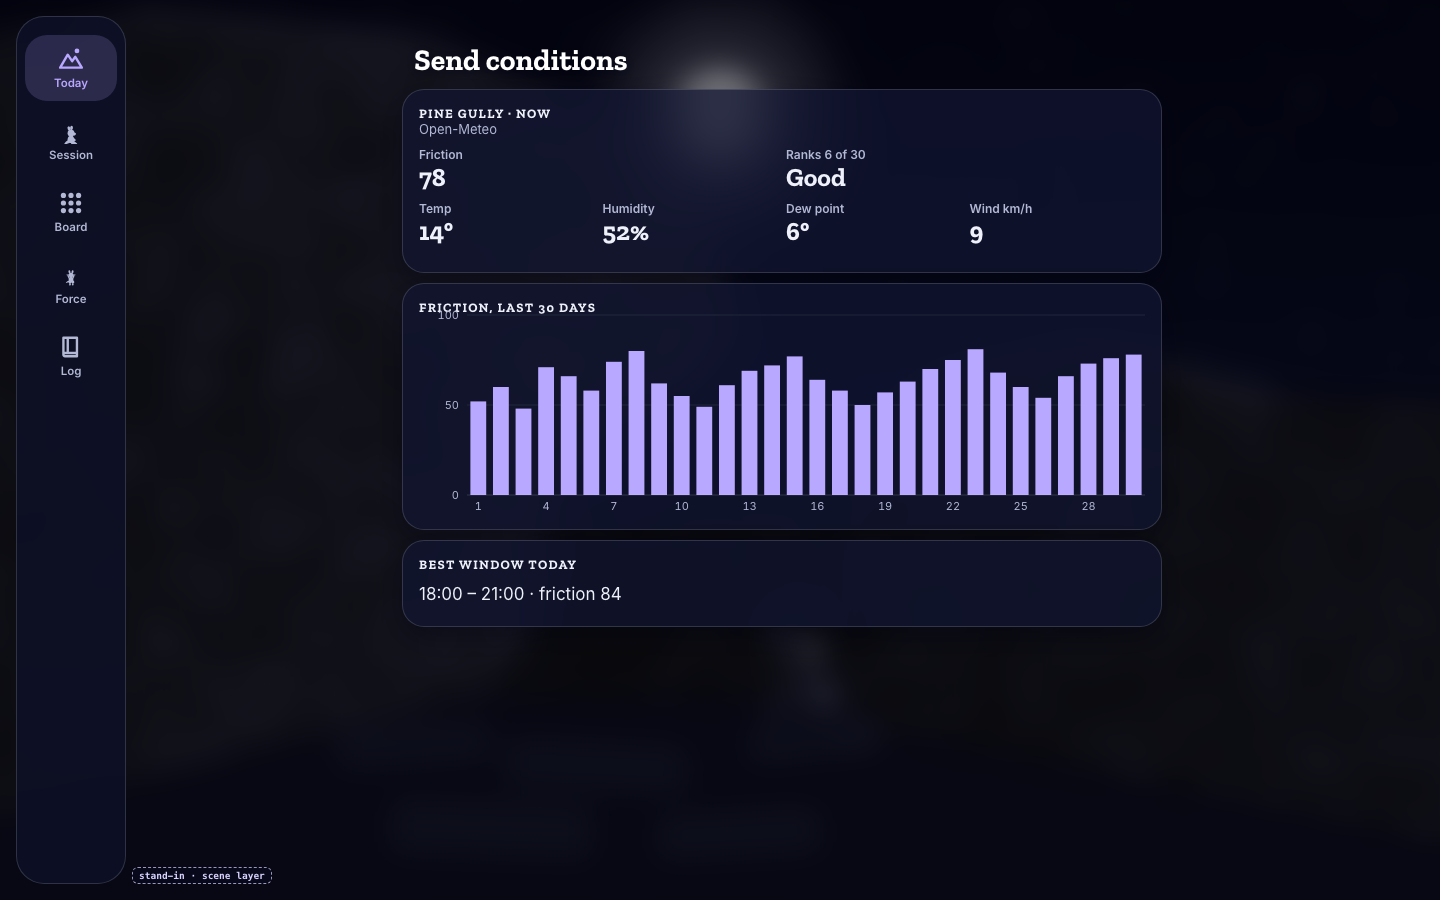 Today
Session
Board
Force
Log
Send conditions
PINE GULLY · NOW
Open-Meteo
Friction
78
Ranks 6 of 30
Good
Temp
14°
Humidity
52%
Dew point
6°
Wind km/h
9
FRICTION, LAST 30 DAYS
100
50
0
1 4 7 10 13 16 19 22 25 28
BEST WINDOW TODAY
18:00 – 21:00 · friction 84
stand-in · scene layer